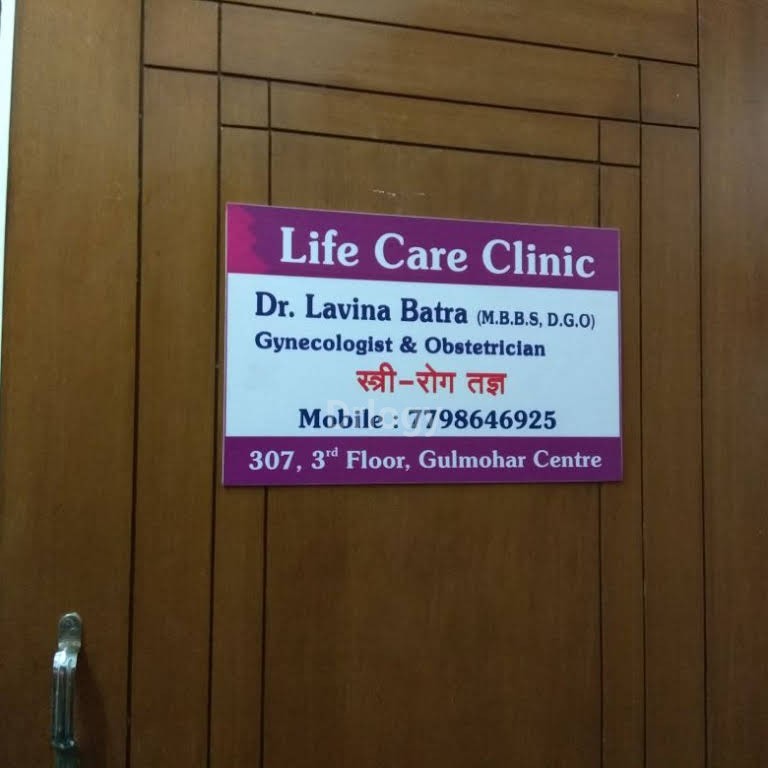 Life Care Clinic
Dr. Lavina Batra (M.B.B.S, D.G.O)
Gynecologist & Obstetrician
स्त्री-रोग तज्ञ
Mobile : 7798646925
307, 3rd Floor, Gulmohar Centre